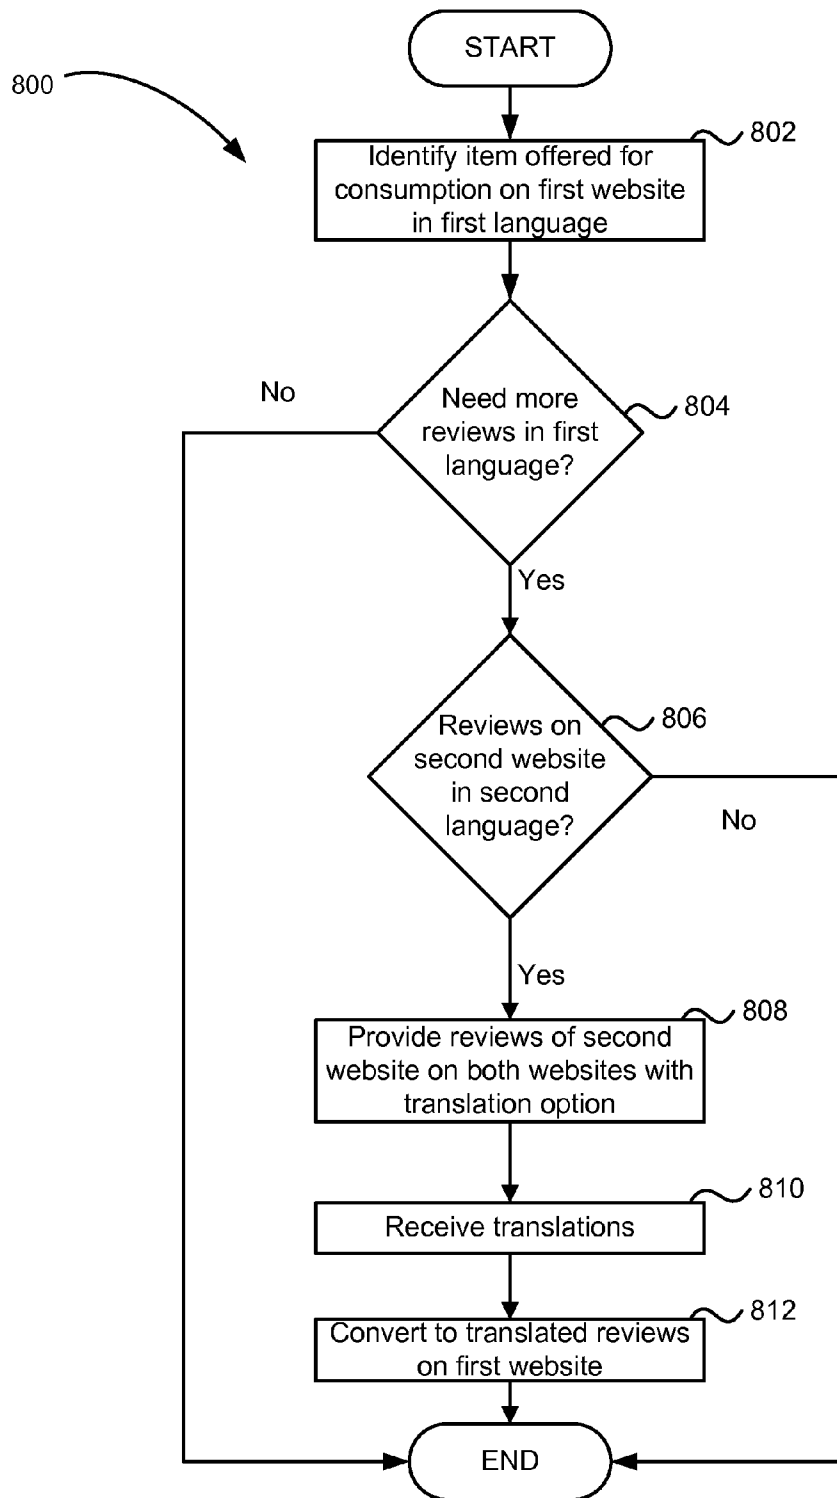 START
800
802
Identify item offered for
consumption on first website
in first language
No
Need more
reviews in first
language?
804
Yes
806
Reviews on
second website
in second
language?
No
Yes
808
Provide reviews of second
website on both websites with
translation option
810
Receive translations
812
Convert to translated reviews
on first website
END